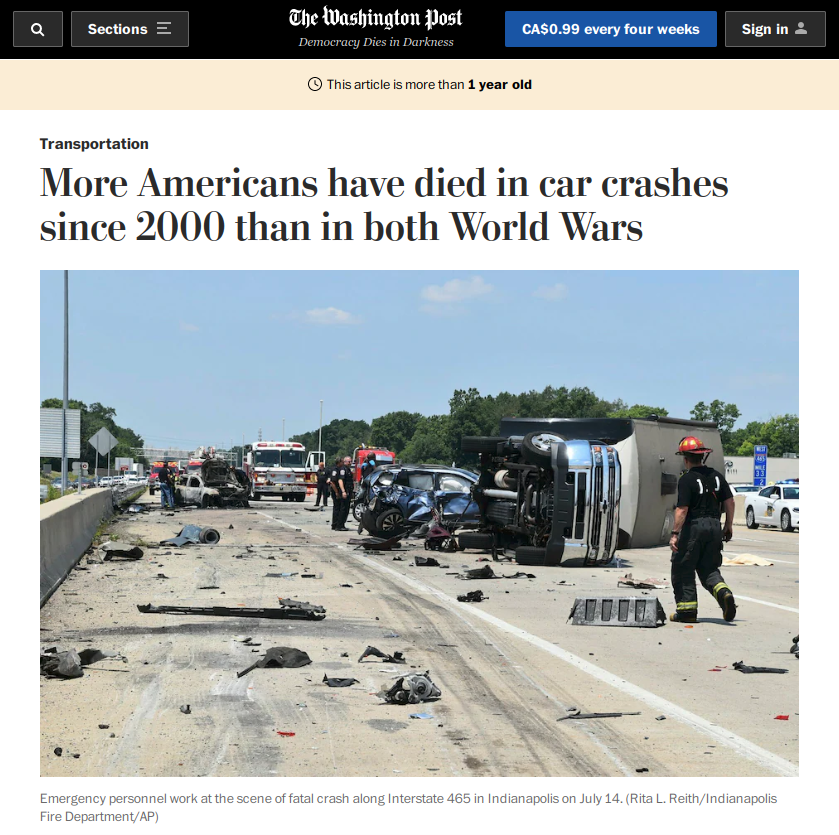 Sections
The Washington Post
Democracy Dies in Darkness
CA$0.99 every four weeks
Sign in
This article is more than 1 year old
Transportation
More Americans have died in car crashes
since 2000 than in both World Wars
Emergency personnel work at the scene of fatal crash along Interstate 465 in Indianapolis on July 14. (Rita L. Reith/Indianapolis
Fire Department/AP)